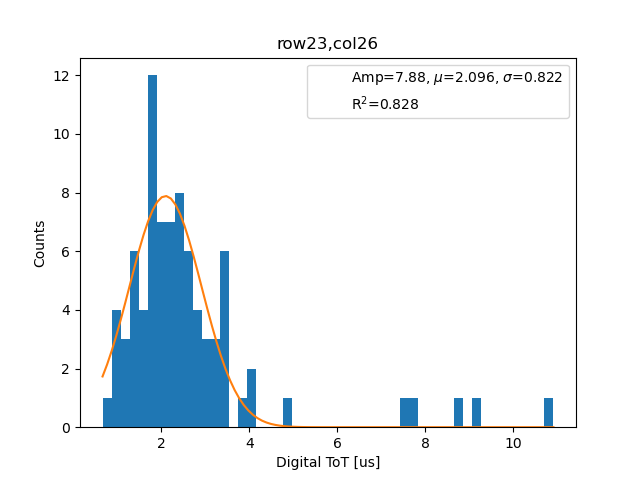 row23,col26
Amp=7.88, μ=2.096, σ=0.822
R²=0.828
12
10
8
6
4
2
0
Counts
2 4 6 8 10
Digital ToT [us]